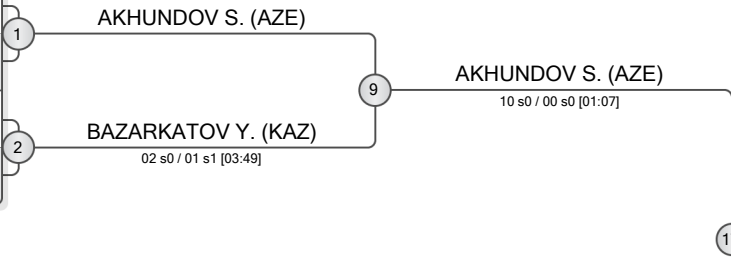 AKHUNDOV S. (AZE)
1
9
AKHUNDOV S. (AZE)
10 s0 / 00 s0 [01:07]
BAZARKATOV Y. (KAZ)
2
02 s0 / 01 s1 [03:49]